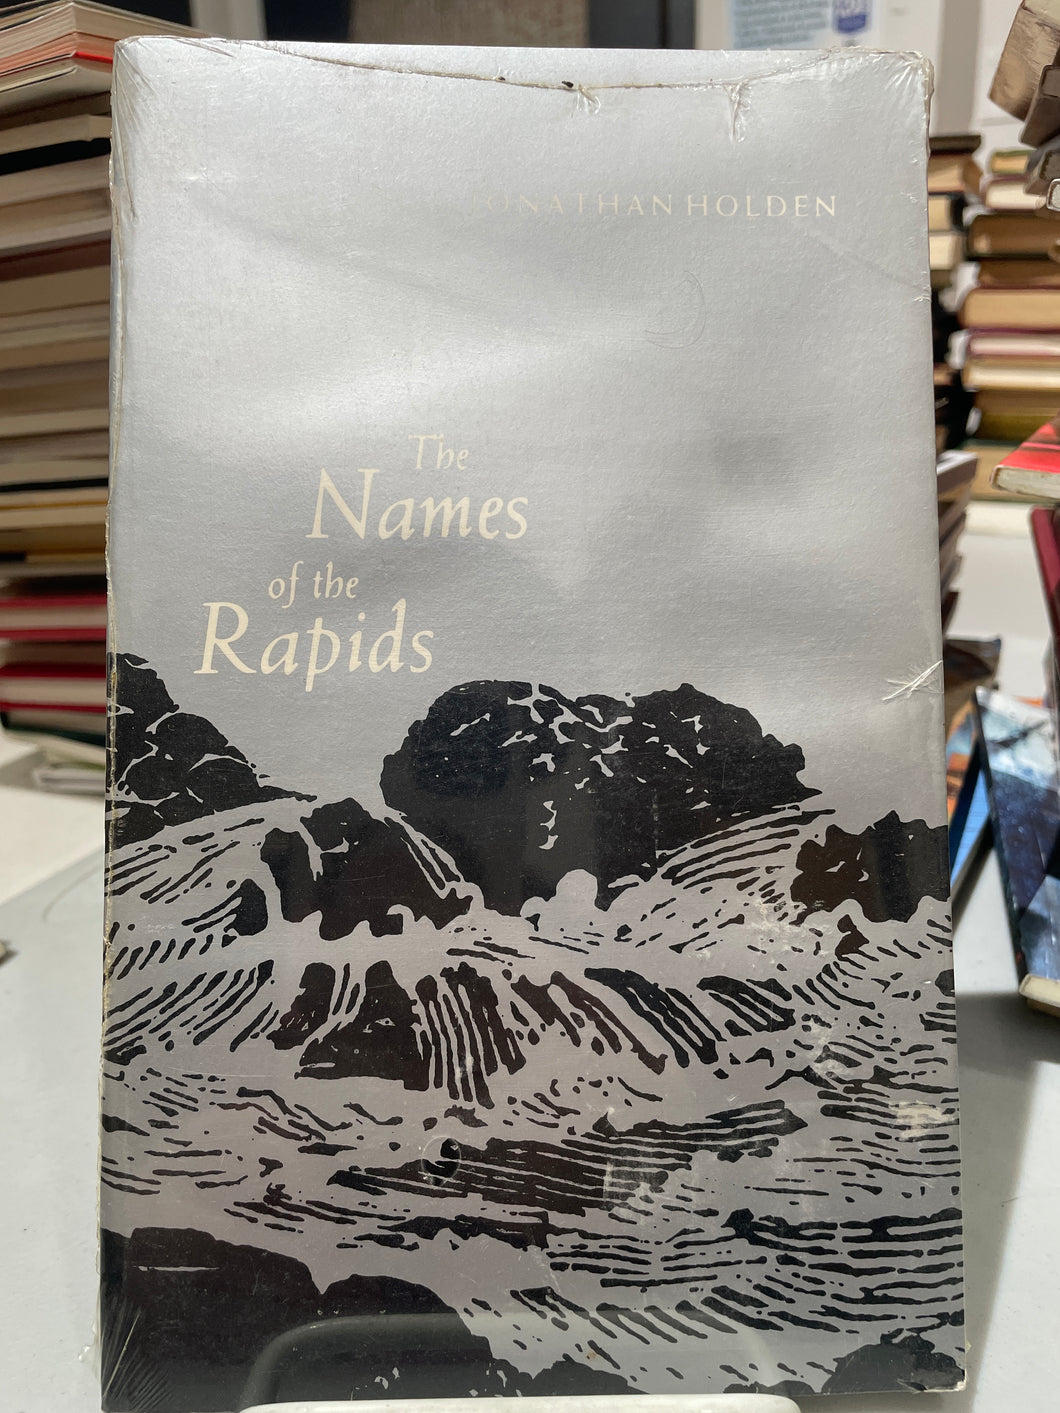 JONATHAN HOLDEN
The
Names
of the
Rapids